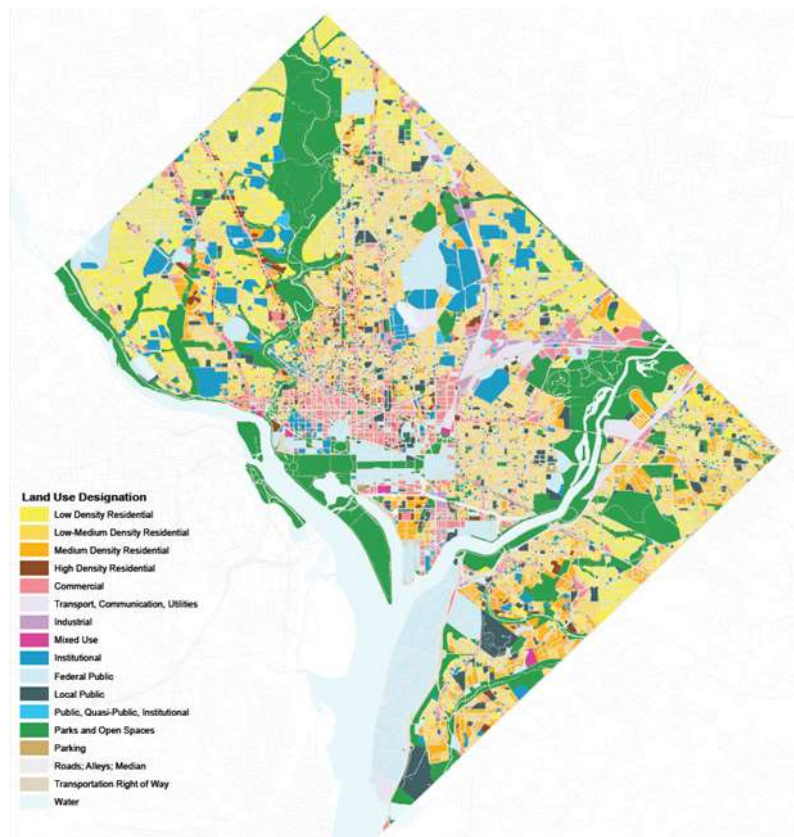 Land Use Designation
Low Density Residential
Low-Medium Density Residential
Medium Density Residential
High Density Residential
Commercial
Transport, Communication, Utilities
Industrial
Mixed Use
Institutional
Federal Public
Local Public
Public, Quasi-Public, Institutional
Parks and Open Spaces
Parking
Roads; Alleys; Median
Transportation Right of Way
Water